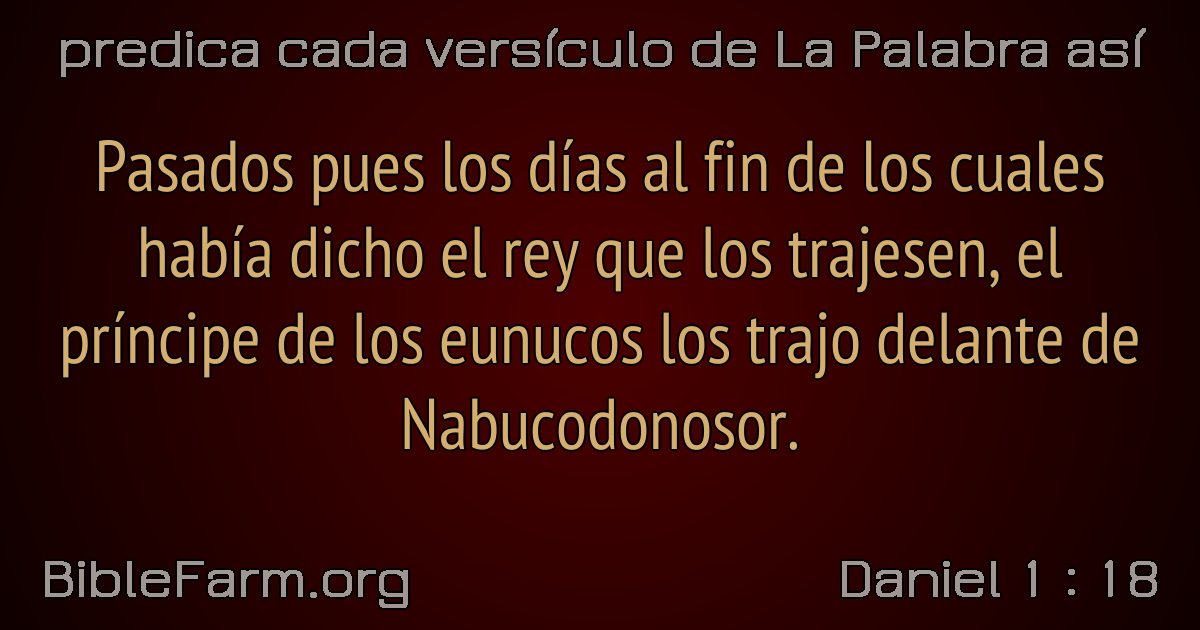 predica cada versículo de La Palabra así
Pasados pues los días al fin de los cuales
había dicho el rey que los trajesen, el
príncipe de los eunucos los trajo delante de
Nabucodonosor.
BibleFarm.org
Daniel 1 : 18